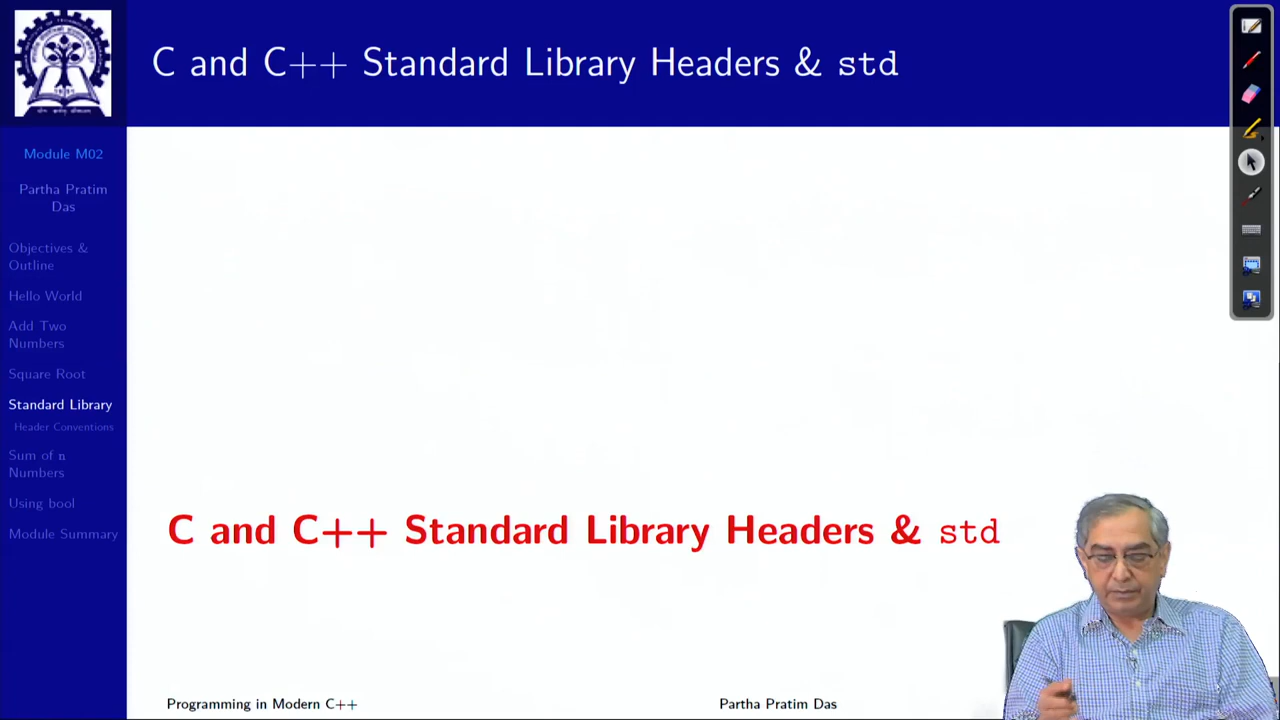 C and C++ Standard Library Headers & std
Module M02
Partha Pratim
Das
Objectives &
Outline
Hello World
Add Two
Numbers
Square Root
Standard Library
Header Conventions
Sum of n
Numbers
Using bool
Module Summary
C and C++ Standard Library Headers & std
Programming in Modern C++
Partha Pratim Das